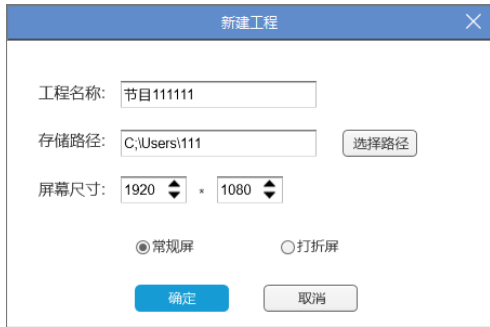 新建工程
工程名称: 节目111111
存储路径: C;\Users\111 选择路径
屏幕尺寸: 1920 * 1080
常规屏 打折屏
确定 取消